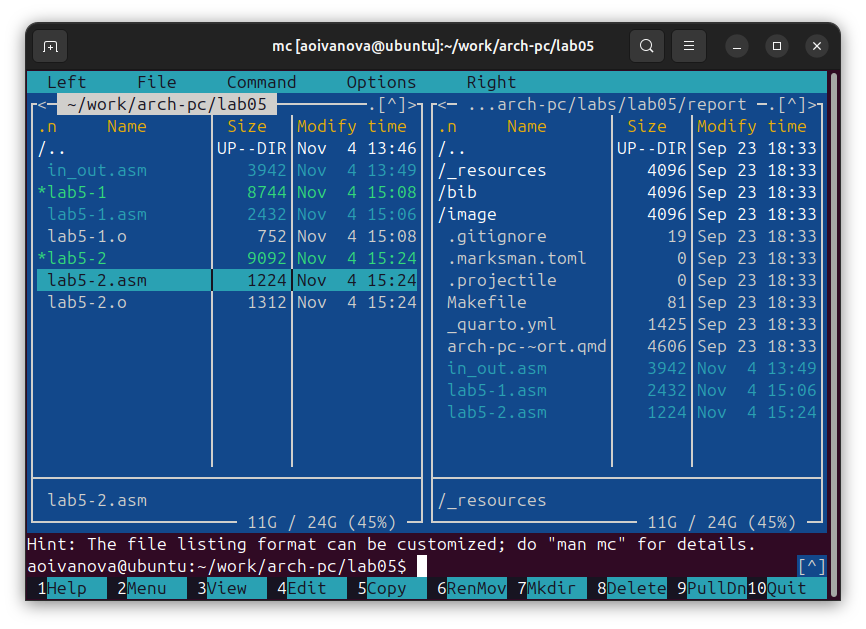 mc [aoivanova@ubuntu]:~/work/arch-pc/lab05
Left File Command Options Right
<─ ~/work/arch-pc/lab05 ─.[^]>
.n Name Size Modify time
/.. UP--DIR Nov 4 13:46
in_out.asm 3942 Nov 4 13:49
*lab5-1 8744 Nov 4 15:08
lab5-1.asm 2432 Nov 4 15:06
lab5-1.o 752 Nov 4 15:08
*lab5-2 9092 Nov 4 15:24
lab5-2.asm 1224 Nov 4 15:24
lab5-2.o 1312 Nov 4 15:24
lab5-2.asm
11G / 24G (45%)
<─ ...arch-pc/labs/lab05/report ─.[^]>
.n Name Size Modify time
/.. UP--DIR Sep 23 18:33
/_resources 4096 Sep 23 18:33
/bib 4096 Sep 23 18:33
/image 4096 Sep 23 18:33
.gitignore 19 Sep 23 18:33
.marksman.toml 0 Sep 23 18:33
.projectile 0 Sep 23 18:33
Makefile 81 Sep 23 18:33
_quarto.yml 1425 Sep 23 18:33
arch-pc-~ort.qmd 4606 Sep 23 18:33
in_out.asm 3942 Nov 4 13:49
lab5-1.asm 2432 Nov 4 15:06
lab5-2.asm 1224 Nov 4 15:24
/_resources
11G / 24G (45%)
Hint: The file listing format can be customized; do "man mc" for details.
aoivanova@ubuntu:~/work/arch-pc/lab05$ [^]
1Help 2Menu 3View 4Edit 5Copy 6RenMov 7Mkdir 8Delete 9PullDn 10Quit